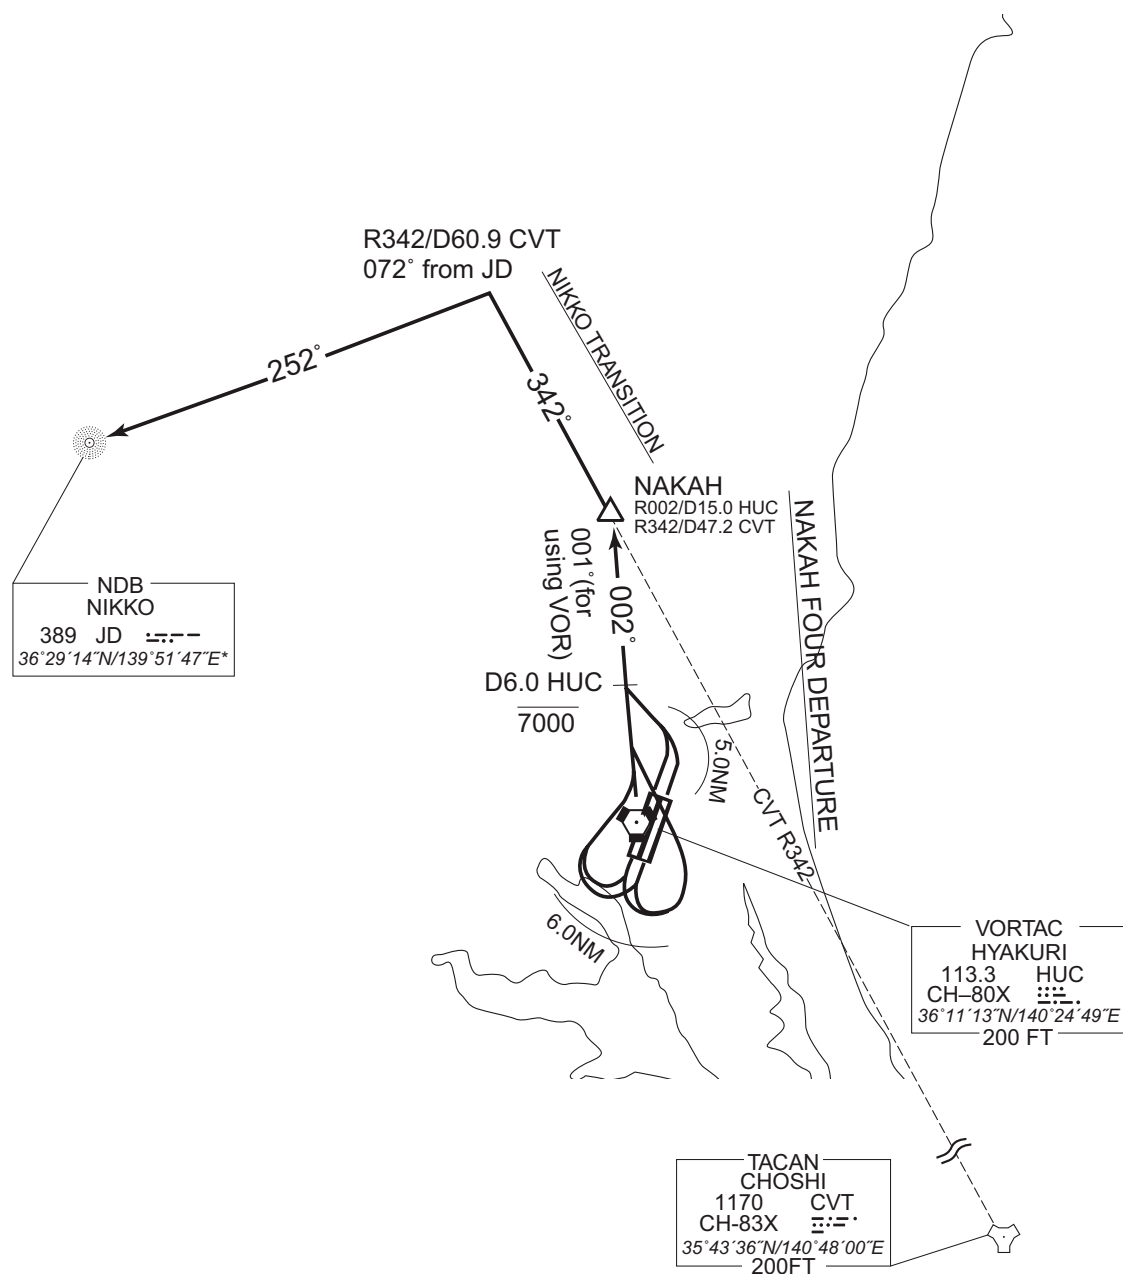 R342/D60.9 CVT
072° from JD
NIKKO TRANSITION
252°
342°
NAKAH
R002/D15.0 HUC
R342/D47.2 CVT
001°(for
using VOR)
002°
NAKAH FOUR DEPARTURE
NDB
NIKKO
389 JD
36°29´14˝N/139°51´47˝E*
D6.0 HUC
7000
5.0NM
CVT R342
6.0NM
VORTAC
HYAKURI
113.3 HUC
CH–80X
36°11´13˝N/140°24´49˝E
200 FT
TACAN
CHOSHI
1170 CVT
CH-83X
35°43´36˝N/140°48´00˝E
200FT